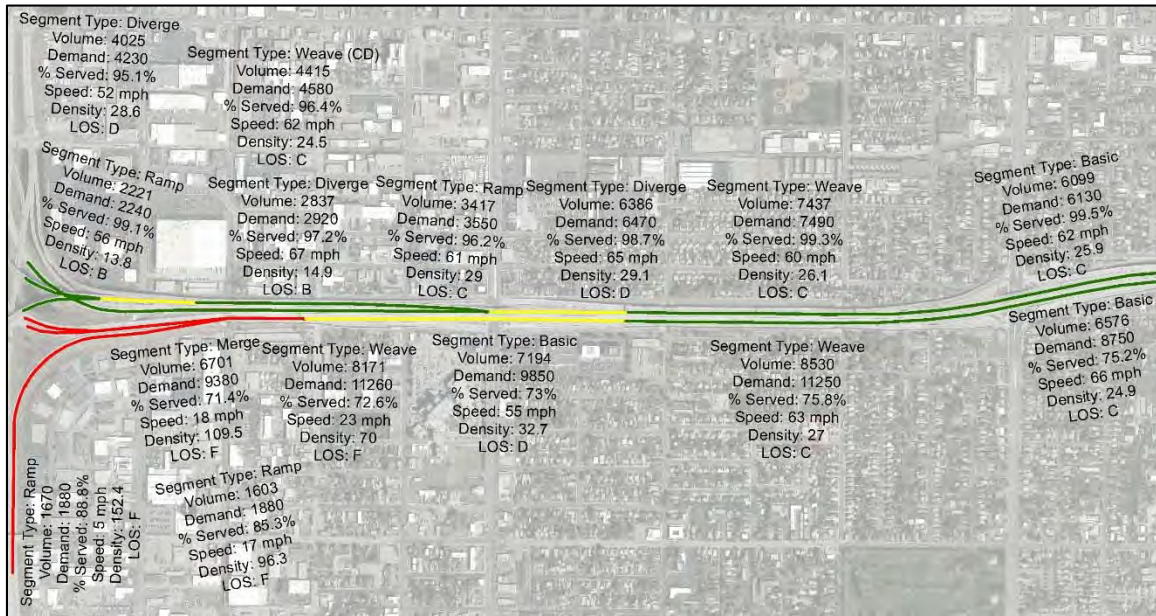 Segment Type: Diverge
Volume: 4025
Demand: 4230
% Served: 95.1%
Speed: 52 mph
Density: 28.6
LOS: D
Segment Type: Weave (CD)
Volume: 4415
Demand: 4580
% Served: 96.4%
Speed: 62 mph
Density: 24.5
LOS: C
Segment Type: Ramp
Volume: 2221
Demand: 2240
% Served: 99.1%
Speed: 56 mph
Density: 13.8
LOS: B
Segment Type: Diverge
Volume: 2837
Demand: 2920
% Served: 97.2%
Speed: 67 mph
Density: 14.9
LOS: B
Segment Type: Ramp
Volume: 3417
Demand: 3550
% Served: 96.2%
Speed: 61 mph
Density: 29
LOS: C
Segment Type: Diverge
Volume: 6386
Demand: 6470
% Served: 98.7%
Speed: 65 mph
Density: 29.1
LOS: D
Segment Type: Weave
Volume: 7437
Demand: 7490
% Served: 99.3%
Speed: 60 mph
Density: 26.1
LOS: C
Segment Type: Basic
Volume: 6099
Demand: 6130
% Served: 99.5%
Speed: 62 mph
Density: 25.9
LOS: C
Segment Type: Merge
Volume: 6701
Demand: 9380
% Served: 71.4%
Speed: 18 mph
Density: 109.5
LOS: F
Segment Type: Weave
Volume: 8171
Demand: 11260
% Served: 72.6%
Speed: 23 mph
Density: 70
LOS: F
Segment Type: Basic
Volume: 7194
Demand: 9850
% Served: 73%
Speed: 55 mph
Density: 32.7
LOS: D
Segment Type: Weave
Volume: 8530
Demand: 11250
% Served: 75.8%
Speed: 63 mph
Density: 27
LOS: C
Segment Type: Basic
Volume: 6576
Demand: 8750
% Served: 75.2%
Speed: 66 mph
Density: 24.9
LOS: C
Segment Type: Ramp
Volume: 1670
Demand: 1880
% Served: 88.8%
Speed: 5 mph
Density: 152.4
LOS: F
Segment Type: Ramp
Volume: 1603
Demand: 1880
% Served: 85.3%
Speed: 17 mph
Density: 96.3
LOS: F